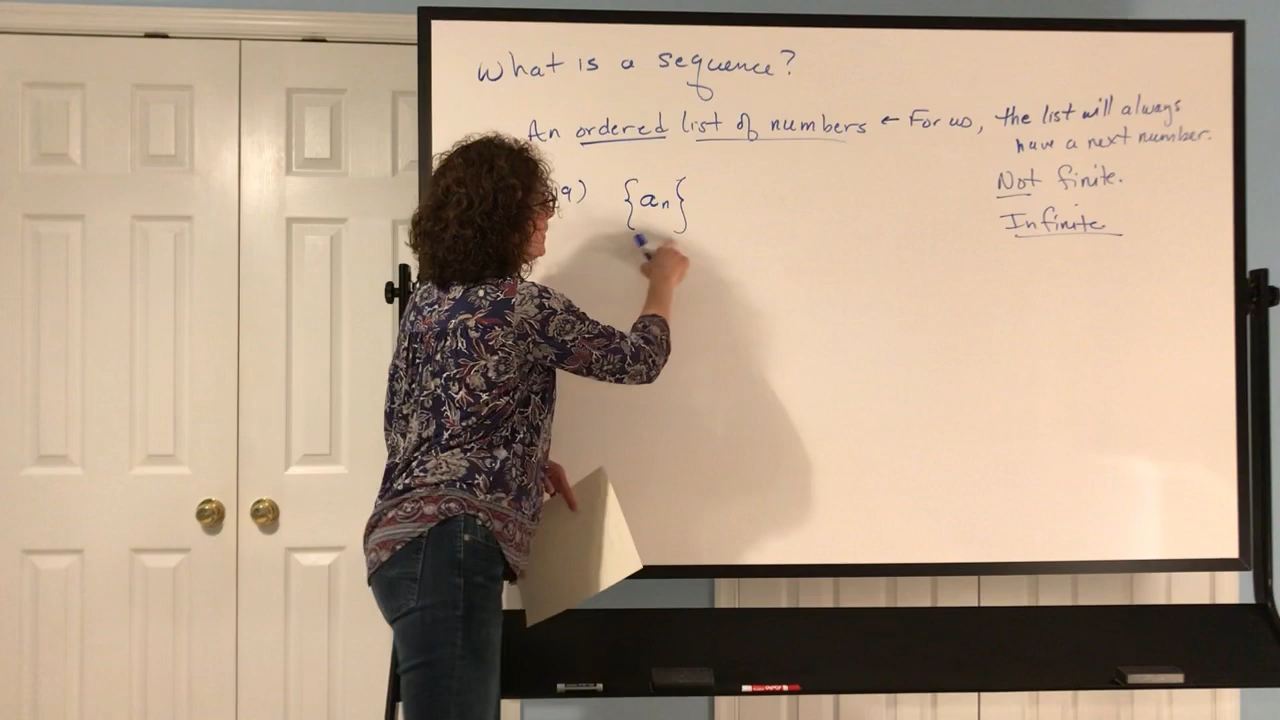 What is a sequence?
An ordered list of numbers ← For us, the list will always
have a next number.
Not finite.
Infinite
a) {aₙ}